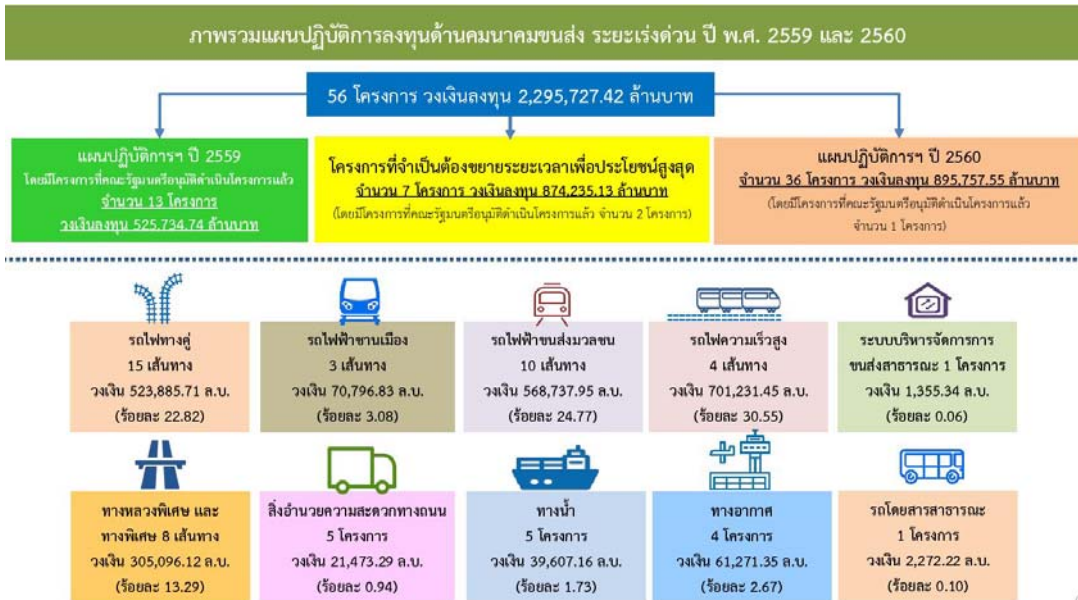 ภาพรวมแผนปฏิบัติการลงทุนด้านคมนาคมขนส่ง ระยะเร่งด่วน ปี พ.ศ. 2559 และ 2560
56 โครงการ วงเงินลงทุน 2,295,727.42 ล้านบาท
แผนปฏิบัติการฯ ปี 2559
โดยมีโครงการที่คณะรัฐมนตรีอนุมัติดำเนินโครงการแล้ว
จำนวน 13 โครงการ
วงเงินลงทุน 525,734.74 ล้านบาท
โครงการที่จำเป็นต้องขยายระยะเวลาเพื่อประโยชน์สูงสุด
จำนวน 7 โครงการ วงเงินลงทุน 874,235.13 ล้านบาท
(โดยมีโครงการที่คณะรัฐมนตรีอนุมัติดำเนินโครงการแล้ว จำนวน 2 โครงการ)
แผนปฏิบัติการฯ ปี 2560
จำนวน 36 โครงการ วงเงินลงทุน 895,757.55 ล้านบาท
(โดยมีโครงการที่คณะรัฐมนตรีอนุมัติดำเนินโครงการแล้ว
จำนวน 1 โครงการ)
รถไฟทางคู่
15 เส้นทาง
วงเงิน 523,885.71 ล.บ.
(ร้อยละ 22.82)
รถไฟฟ้าชานเมือง
3 เส้นทาง
วงเงิน 70,796.83 ล.บ.
(ร้อยละ 3.08)
รถไฟฟ้าขนส่งมวลชน
10 เส้นทาง
วงเงิน 568,737.95 ล.บ.
(ร้อยละ 24.77)
รถไฟความเร็วสูง
4 เส้นทาง
วงเงิน 701,231.45 ล.บ.
(ร้อยละ 30.55)
ระบบบริหารจัดการการ
ขนส่งสาธารณะ 1 โครงการ
วงเงิน 1,355.34 ล.บ.
(ร้อยละ 0.06)
ทางหลวงพิเศษ และ
ทางพิเศษ 8 เส้นทาง
วงเงิน 305,096.12 ล.บ.
(ร้อยละ 13.29)
สิ่งอำนวยความสะดวกทางถนน
5 โครงการ
วงเงิน 21,473.29 ล.บ.
(ร้อยละ 0.94)
ทางน้ำ
5 โครงการ
วงเงิน 39,607.16 ล.บ.
(ร้อยละ 1.73)
ทางอากาศ
4 โครงการ
วงเงิน 61,271.35 ล.บ.
(ร้อยละ 2.67)
รถโดยสารสาธารณะ
1 โครงการ
วงเงิน 2,272.22 ล.บ.
(ร้อยละ 0.10)